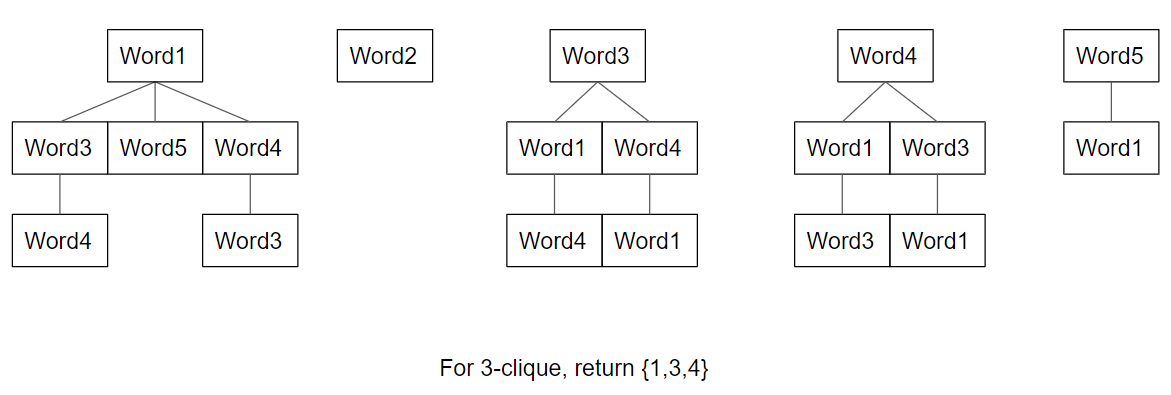 Word1 Word2 Word3 Word4 Word5
Word3 Word5 Word4 Word1 Word4 Word1 Word3 Word1
Word4 Word3 Word4 Word1 Word3 Word1
For 3-clique, return {1,3,4}